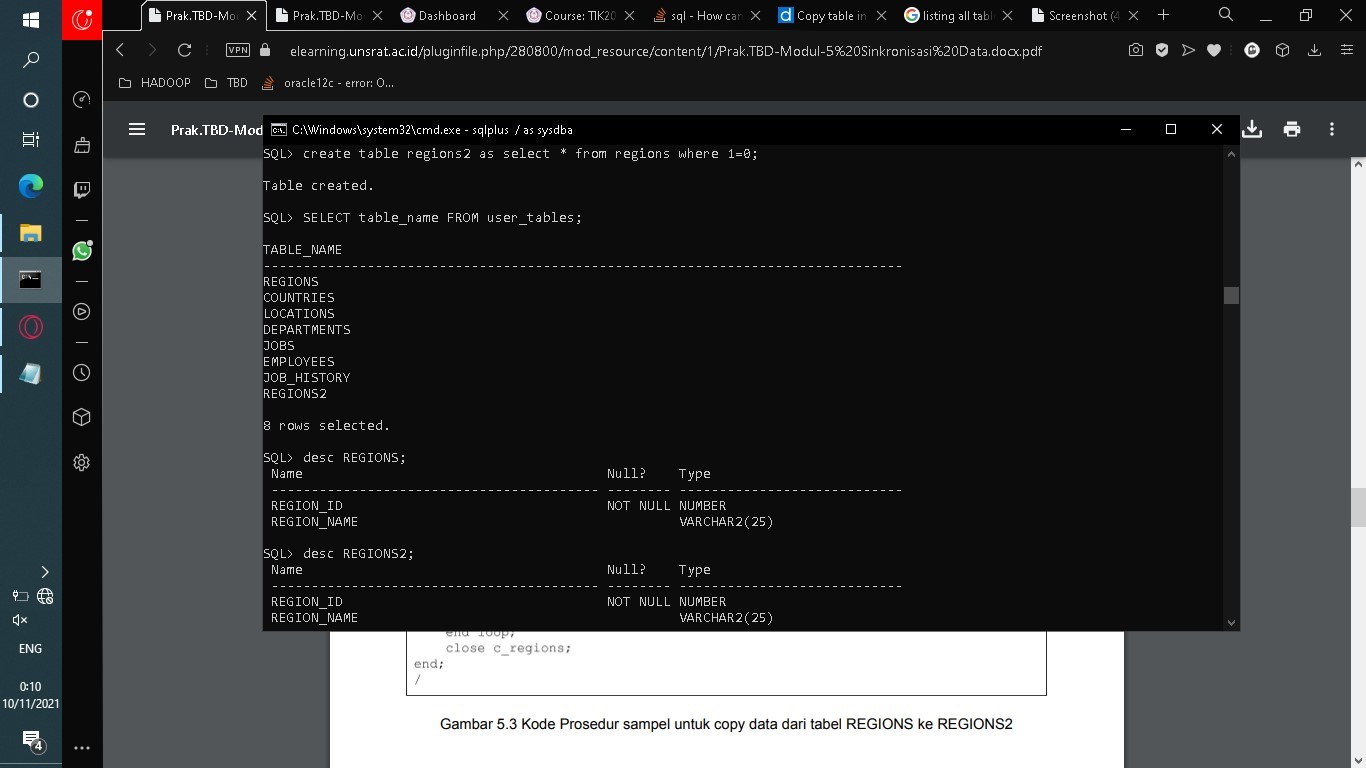 Prak.TBD-Mo
Prak.TBD-Mo
Dashboard
Course: TIK20
sql - How can
Copy table in
listing all tabl
Screenshot (4
VPN
elearning.unsrat.ac.id/pluginfile.php/280800/mod_resource/content/1/Prak.TBD-Modul-5%20Sinkronisasi%20Data.docx.pdf
HADOOP
TBD
oracle12c - error: O...
Prak.TBD-Mod
C:\Windows\system32\cmd.exe - sqlplus / as sysdba
SQL> create table regions2 as select * from regions where 1=0;
Table created.
SQL> SELECT table_name FROM user_tables;
TABLE_NAME
--------------------------------------------------------------------------------
REGIONS
COUNTRIES
LOCATIONS
DEPARTMENTS
JOBS
EMPLOYEES
JOB_HISTORY
REGIONS2
8 rows selected.
SQL> desc REGIONS;
Name Null? Type
----------------------------------------- -------- ----------------------------
REGION_ID NOT NULL NUMBER
REGION_NAME VARCHAR2(25)
SQL> desc REGIONS2;
Name Null? Type
----------------------------------------- -------- ----------------------------
REGION_ID NOT NULL NUMBER
REGION_NAME VARCHAR2(25)
end loop;
close c_regions;
end;
/
Gambar 5.3 Kode Prosedur sampel untuk copy data dari tabel REGIONS ke REGIONS2
ENG
0:10
10/11/2021
4